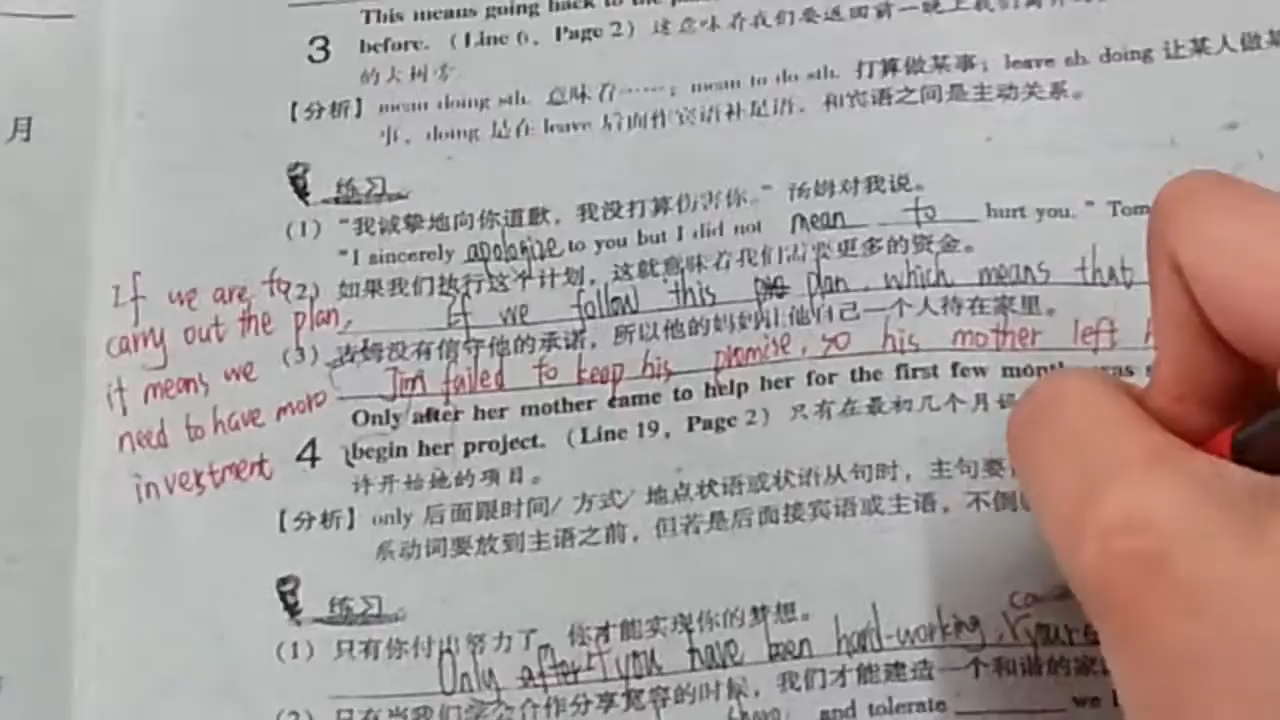 This means going back to the
3 before. (Line 6, Page 2) 这意味着我们要返回前一晚上我们
的大树旁
月
【分析】mean doing sth. 意味着……; mean to do sth. 打算做某事; leave sb. doing 让某人做某
事, doing 是在 leave 后面作宾语补足语, 和宾语之间是主动关系。
练习
(1) “我诚挚地向你道歉, 我没打算伤害你。” 汤姆对我说。
“I sincerely apologize to you but I did not mean to hurt you.” Tom
(2) 如果我们执行这个计划, 这就意味着我们需要更多的资金。
If we follow this plan, which means that
(3) 吉姆没有信守他的承诺, 所以他的妈妈让他自己一个人待在家里。
Jim failed to keep his promise, so his mother left
If we are to
carry out the plan,
it means we
need to have more
investment
4 Only after her mother came to help her for the first few months was
begin her project. (Line 19, Page 2) 只有在最初几个月
许开始她的项目。
【分析】only 后面跟时间/ 方式/ 地点状语或状语从句时, 主句要
系动词要放到主语之前, 但若是后面接宾语或主语, 不倒
练习
(1) 只有你付出努力了, 你才能实现你的梦想。
Only after you have been hard-working, your
(2) 只有当我们学会合作分享宽容的时候, 我们才能建造一个和谐的家
share, and tolerate we